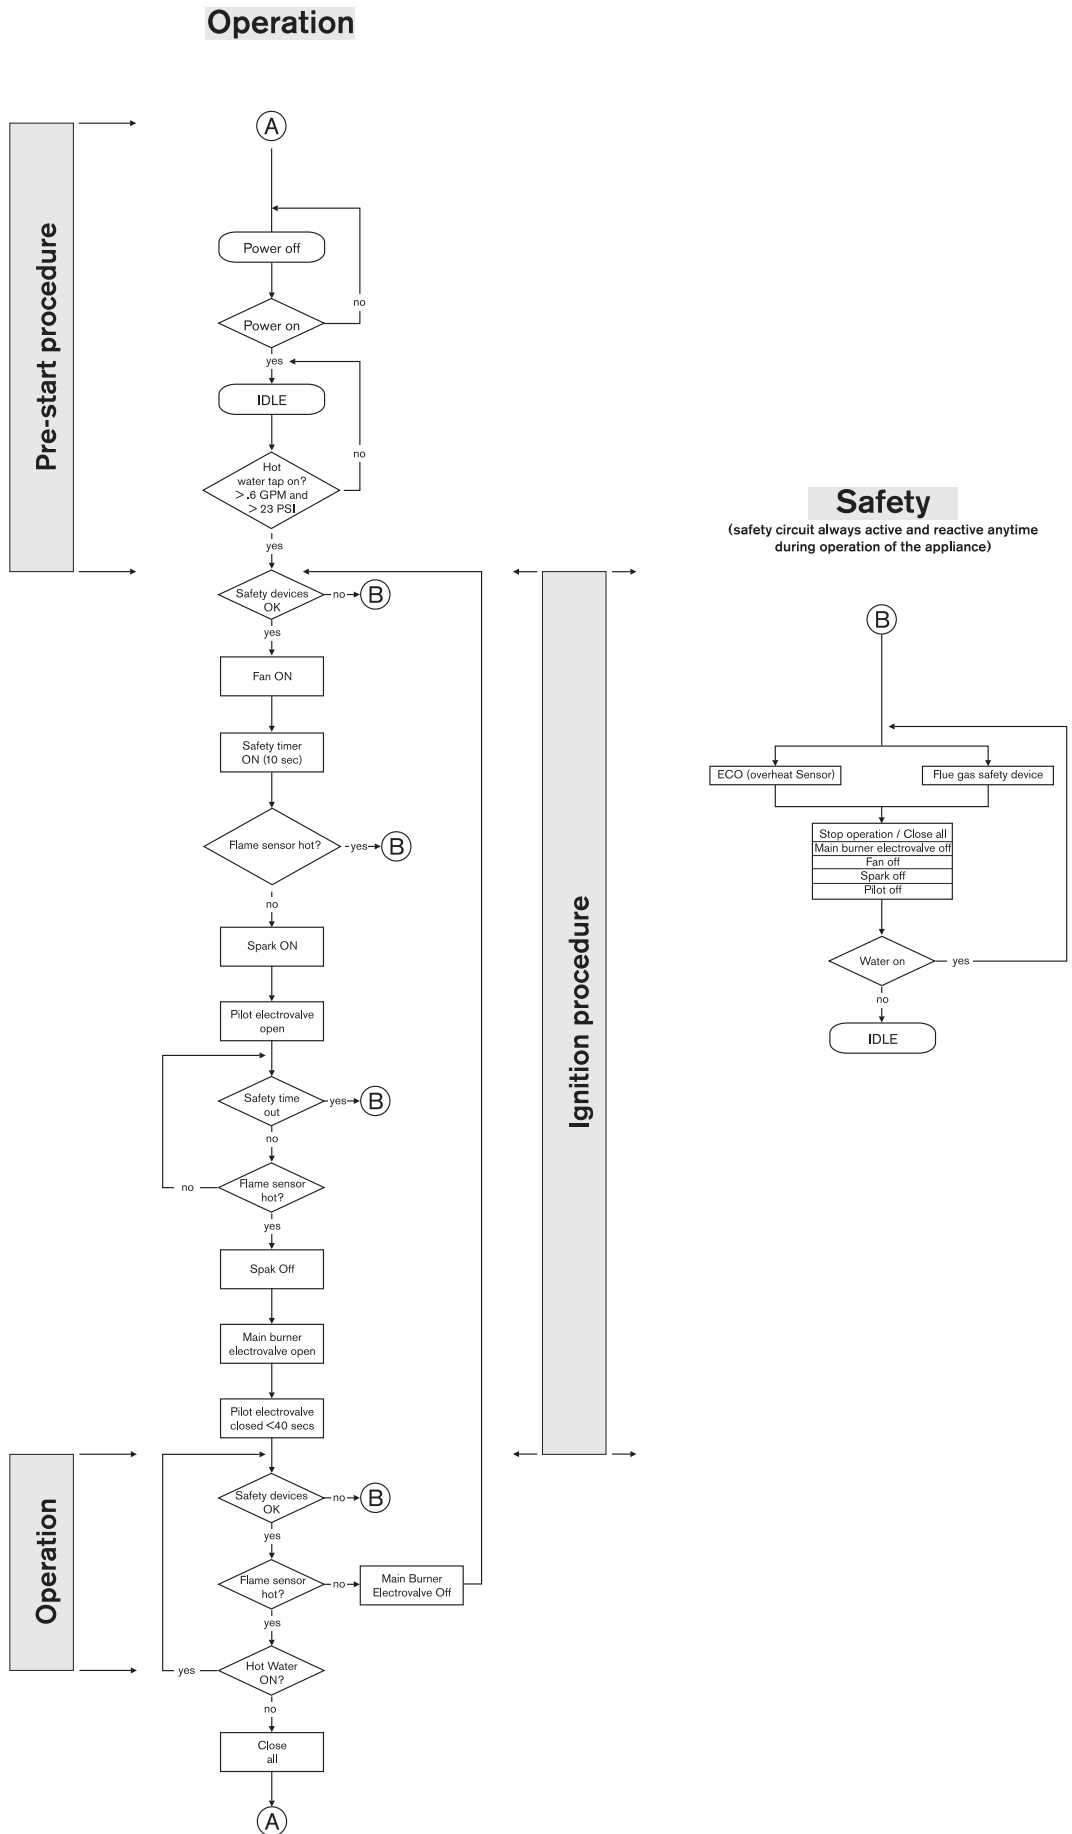 Operation
Pre-start procedure
A
Power off
no
Power on
yes
IDLE
no
Hot
water tap on?
> .6 GPM and
> 23 PSI
yes
Safety devices
OK
no
B
yes
Fan ON
Safety timer
ON (10 sec)
Flame sensor hot?
yes
B
no
Spark ON
Pilot electrovalve
open
Safety time
out
yes
B
no
Flame sensor
hot?
no
yes
Spak Off
Main burner
electrovalve open
Pilot electrovalve
closed <40 secs
Ignition procedure
Operation
Safety devices
OK
no
B
yes
Flame sensor
hot?
no
Main Burner
Electrovalve Off
yes
Hot Water
ON?
yes
no
Close
all
A
Safety
(safety circuit always active and reactive anytime
during operation of the appliance)
B
ECO (overheat Sensor)
Flue gas safety device
Stop operation / Close all
Main burner electrovalve off
Fan off
Spark off
Pilot off
Water on
yes
no
IDLE